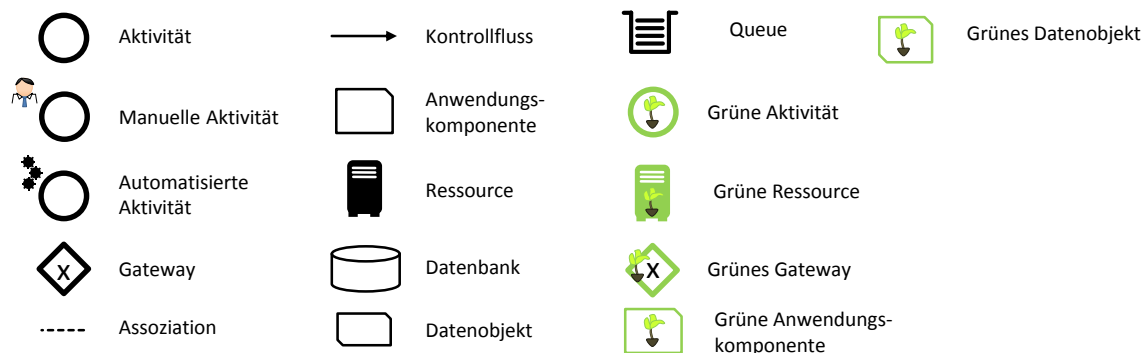 Aktivität
Manuelle Aktivität
Automatisierte
Aktivität
X
Gateway
Assoziation
Kontrollfluss
Anwendungs-
komponente
Ressource
Datenbank
Datenobjekt
Queue
Grüne Aktivität
Grüne Ressource
X
Grünes Gateway
Grüne Anwendungs-
komponente
Grünes Datenobjekt